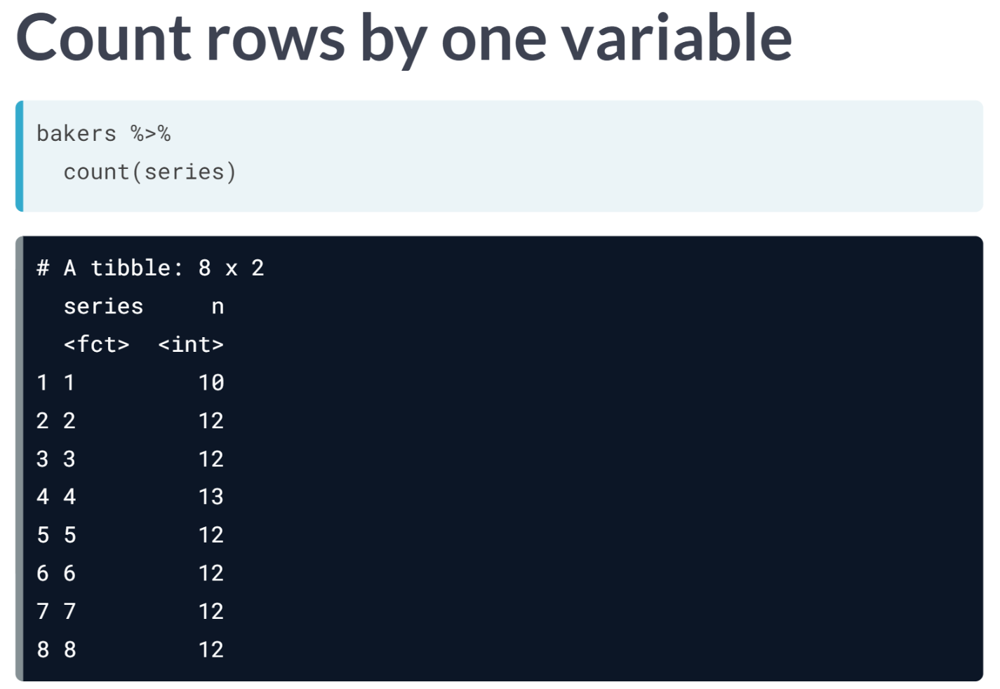 Count rows by one variable
bakers %>%
  count(series)
# A tibble: 8 x 2
  series     n
  <fct>  <int>
1 1         10
2 2         12
3 3         12
4 4         13
5 5         12
6 6         12
7 7         12
8 8         12